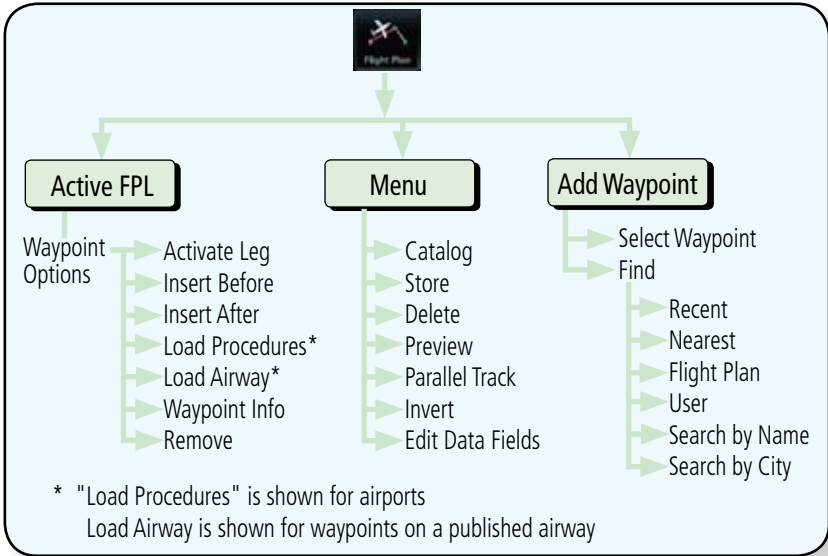 Flight Plan
Active FPL
Waypoint
Options
Activate Leg
Insert Before
Insert After
Load Procedures*
Load Airway*
Waypoint Info
Remove
Menu
Catalog
Store
Delete
Preview
Parallel Track
Invert
Edit Data Fields
Add Waypoint
Select Waypoint
Find
Recent
Nearest
Flight Plan
User
Search by Name
Search by City
* "Load Procedures" is shown for airports
Load Airway is shown for waypoints on a published airway